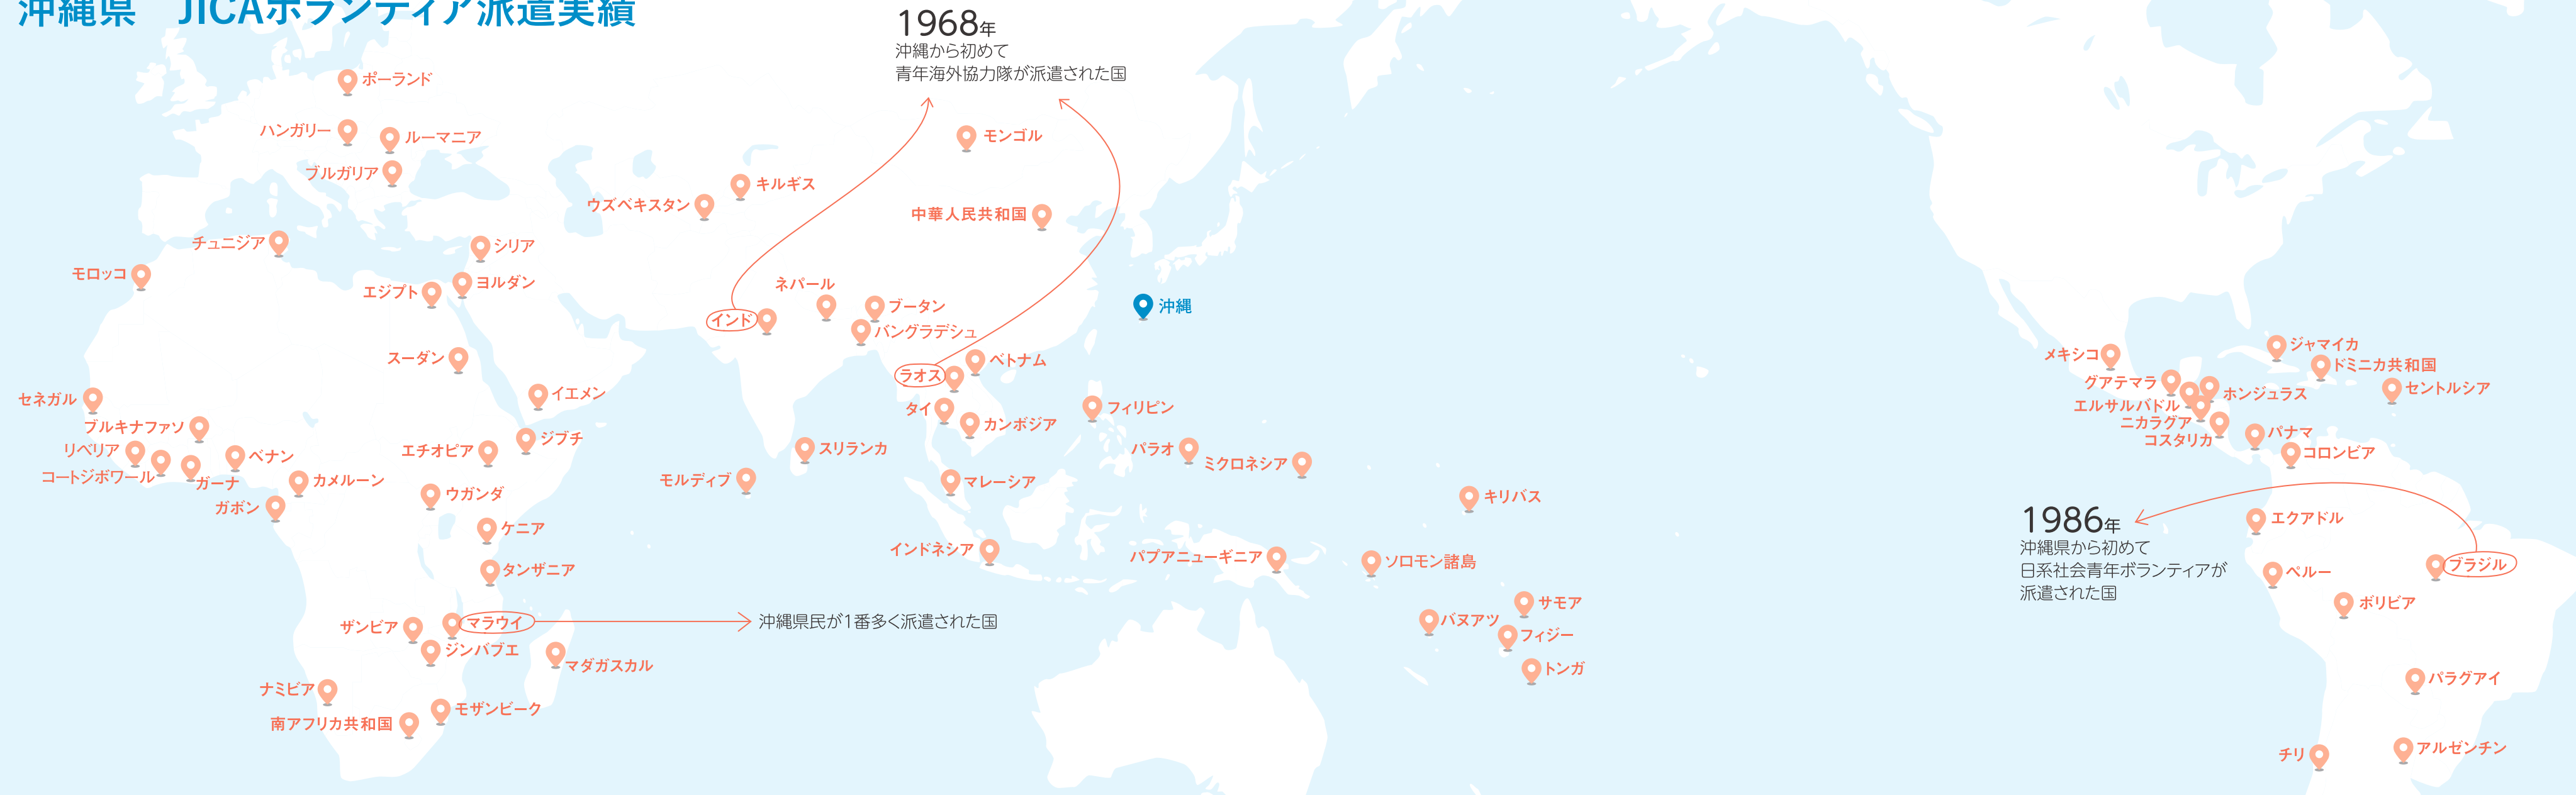 沖縄県 JICAボランティア派遣実績
1968年
沖縄から初めて
青年海外協力隊が派遣された国
ポーランド
ハンガリー
ルーマニア
ブルガリア
モンゴル
キルギス
ウズベキスタン
中華人民共和国
チュニジア
シリア
モロッコ
ヨルダン
エジプト
ネパール
ブータン
インド
バングラデシュ
沖縄
スーダン
ベトナム
ラオス
イエメン
セネガル
タイ
フィリピン
カンボジア
ブルキナファソ
ジブチ
リベリア
エチオピア
ベナン
コートジボワール
ガーナ
カメルーン
ガボン
ウガンダ
スリランカ
モルディブ
マレーシア
パラオ
ミクロネシア
キリバス
ケニア
インドネシア
パプアニューギニア
ソロモン諸島
タンザニア
ザンビア
マラウイ
沖縄県民が1番多く派遣された国
ジンバブエ
マダガスカル
ナミビア
モザンビーク
南アフリカ共和国
サモア
バヌアツ
フィジー
トンガ
メキシコ
ジャマイカ
ドミニカ共和国
グアテマラ
セントルシア
ホンジュラス
エルサルバドル
ニカラグア
コスタリカ
パナマ
コロンビア
1986年
沖縄県から初めて
日系社会青年ボランティアが
派遣された国
エクアドル
ペルー
ブラジル
ボリビア
パラグアイ
チリ
アルゼンチン